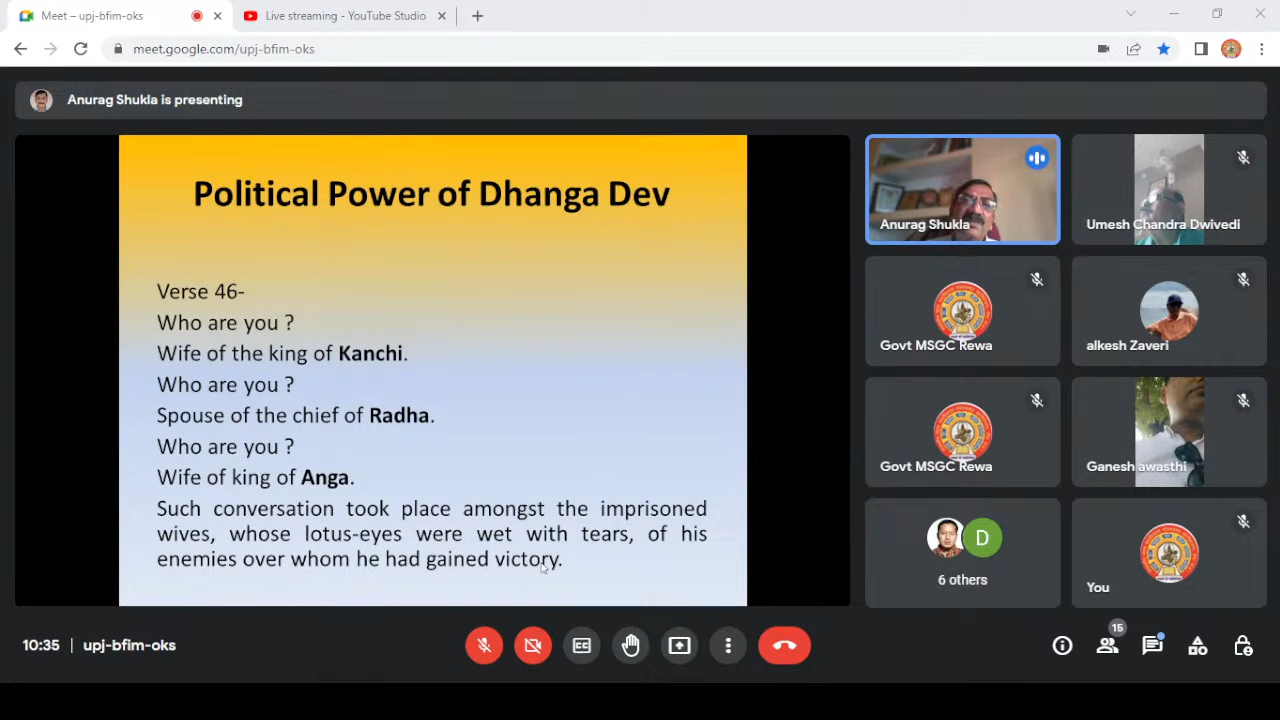 Meet – upj-bfim-oks
Live streaming - YouTube Studio
meet.google.com/upj-bfim-oks
Anurag Shukla is presenting
Political Power of Dhanga Dev
Verse 46-
Who are you ?
Wife of the king of Kanchi.
Who are you ?
Spouse of the chief of Radha.
Who are you ?
Wife of king of Anga.
Such conversation took place amongst the imprisoned
wives, whose lotus-eyes were wet with tears, of his
enemies over whom he had gained victory.
Anurag Shukla
Umesh Chandra Dwivedi
Govt MSGC Rewa
alkesh Zaveri
Govt MSGC Rewa
Ganesh awasthi
D
6 others
You
10:35 | upj-bfim-oks
CC
15